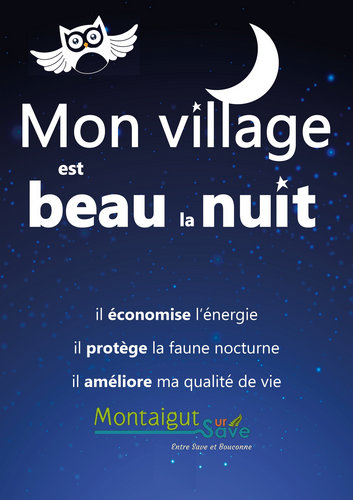 Mon village
est
beau la nuit
il économise l'énergie
il protège la faune nocturne
il améliore ma qualité de vie
Montaigut sur Save
Entre Save et Bouconne